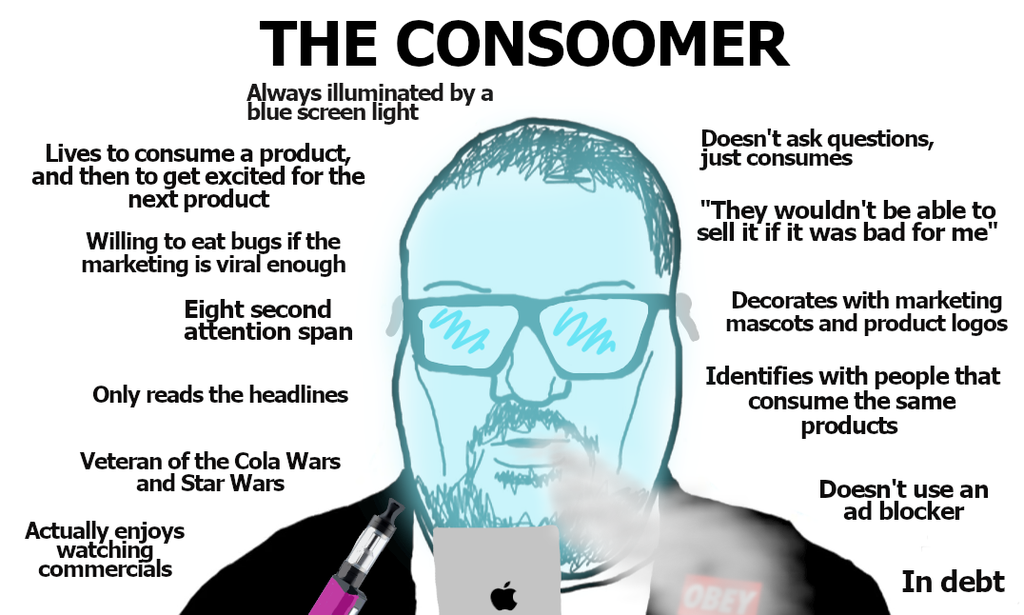 THE CONSOOMER
Always illuminated by a
blue screen light
Lives to consume a product,
and then to get excited for the
next product
Willing to eat bugs if the
marketing is viral enough
Eight second
attention span
Only reads the headlines
Veteran of the Cola Wars
and Star Wars
Actually enjoys
watching
commercials
Doesn't ask questions,
just consumes
"They wouldn't be able to
sell it if it was bad for me"
Decorates with marketing
mascots and product logos
Identifies with people that
consume the same
products
Doesn't use an
ad blocker
In debt
OBEY